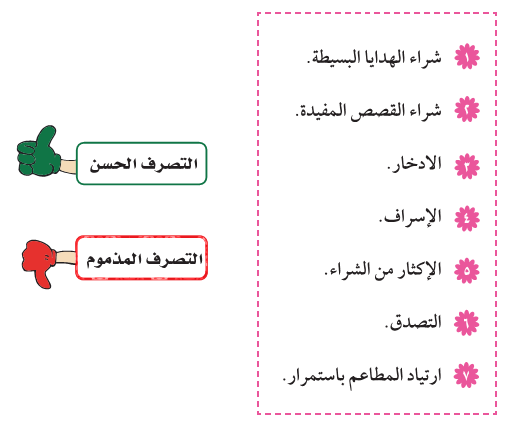 ١ شراء الهدايا البسيطة.
٢ شراء القصص المفيدة.
٣ الادخار.
٤ الإسراف.
٥ الإكثار من الشراء.
٦ التصدق.
٧ ارتياد المطاعم باستمرار.
التصرف الحسن
التصرف المذموم